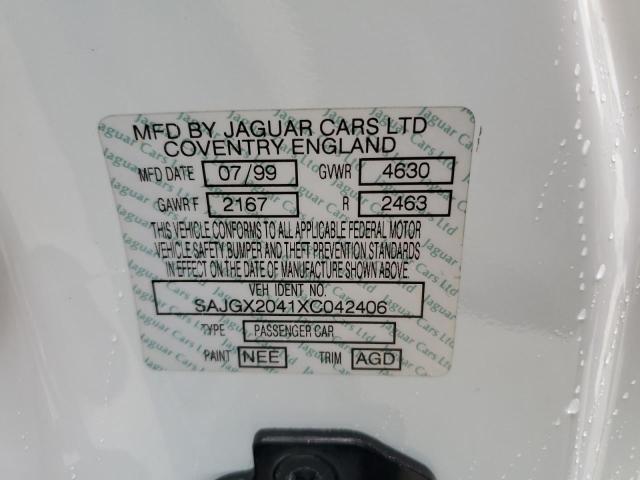 MFD BY JAGUAR CARS LTD
COVENTRY ENGLAND
MFD DATE 07/99 GVWR 4630
GAWR F 2167 R 2463
THIS VEHICLE CONFORMS TO ALL APPLICABLE FEDERAL MOTOR
VEHICLE SAFETY BUMPER AND THEFT PREVENTION STANDARDS
IN EFFECT ON THE DATE OF MANUFACTURE SHOWN ABOVE.
VEH IDENT NO.
SAJGX2041XC042406
TYPE PASSENGER CAR
PAINT NEE TRIM AGD